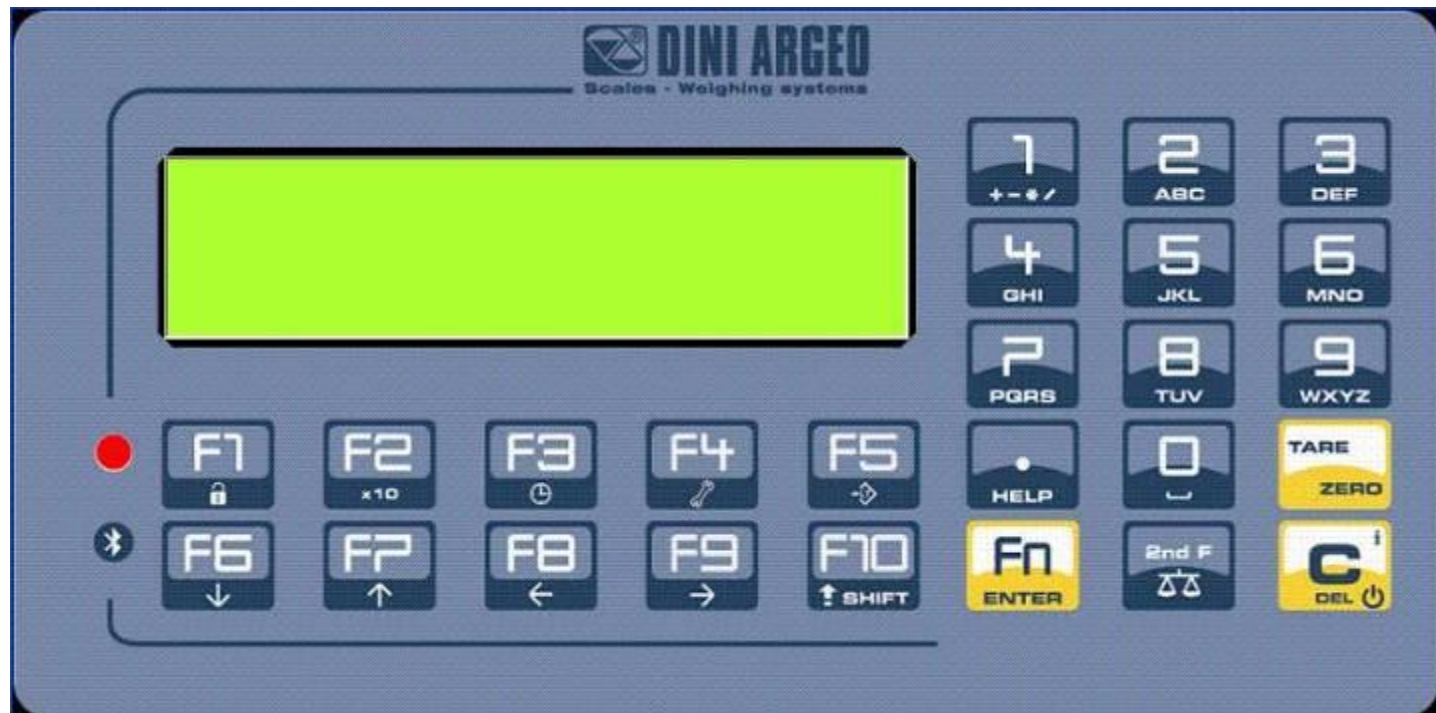 DINI ARGEO
Scales - Weighing systems
1 2 3
+-*/ ABC DEF
4 5 6
GHI JKL MNO
7 8 9
PQRS TUV WXYZ
F1 F2 F3 F4 F5 . 0 TARE
x10 HELP ZERO
F6 F7 F8 F9 F10 Fn 2nd F C i
SHIFT ENTER DEL